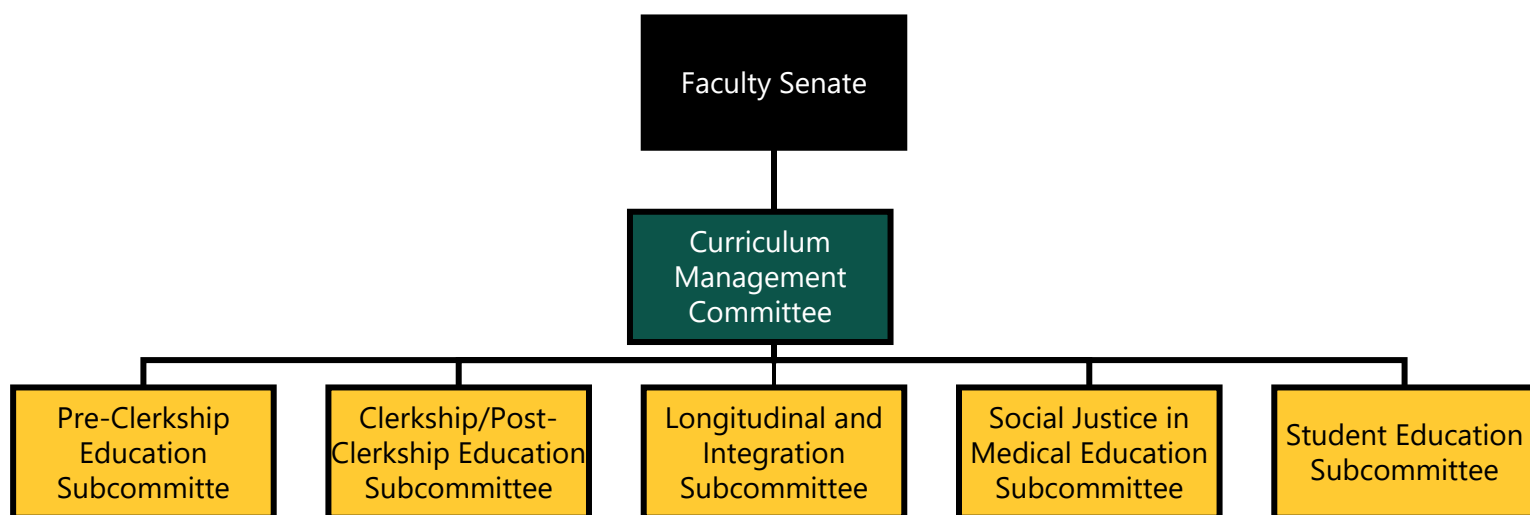 Faculty Senate
Curriculum
Management
Committee
Pre-Clerkship
Education
Subcommitte
Clerkship/Post-
Clerkship Education
Subcommittee
Longitudinal and
Integration
Subcommittee
Social Justice in
Medical Education
Subcommittee
Student Education
Subcommittee